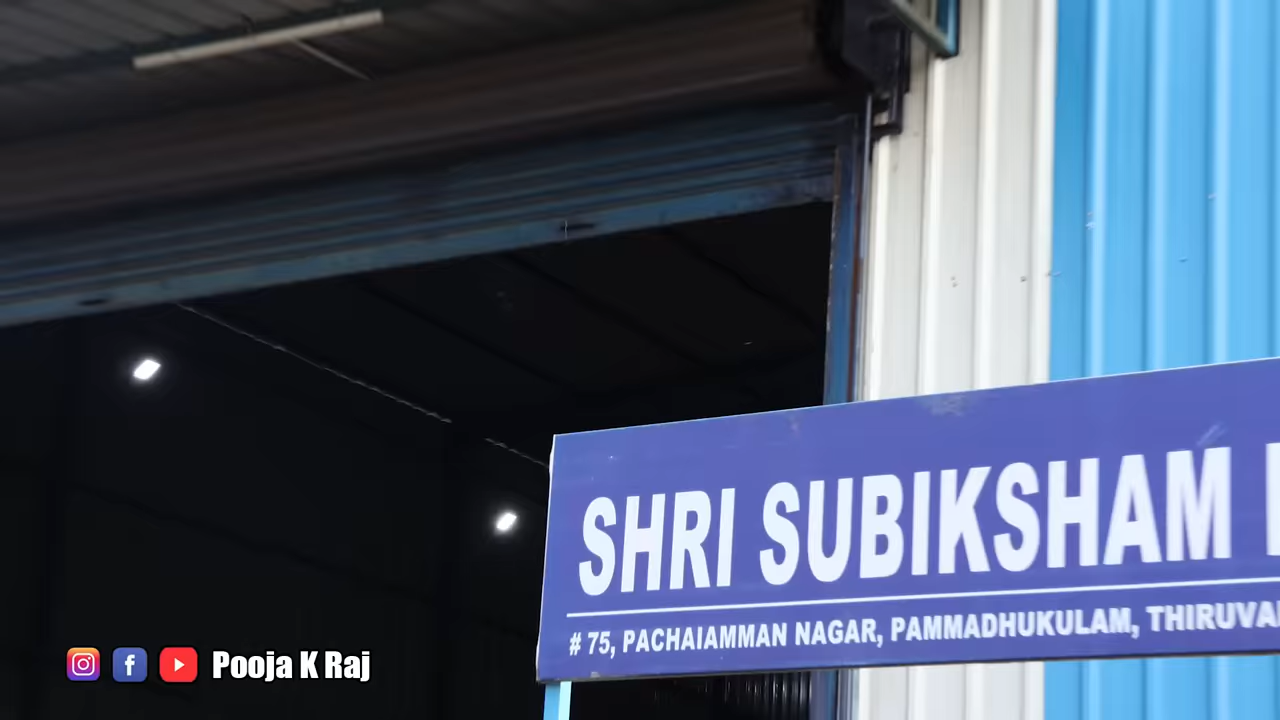 SHRI SUBIKSHAM
# 75, PACHAIAMMAN NAGAR, PAMMADHUKULAM, THIRUVA
Pooja K Raj